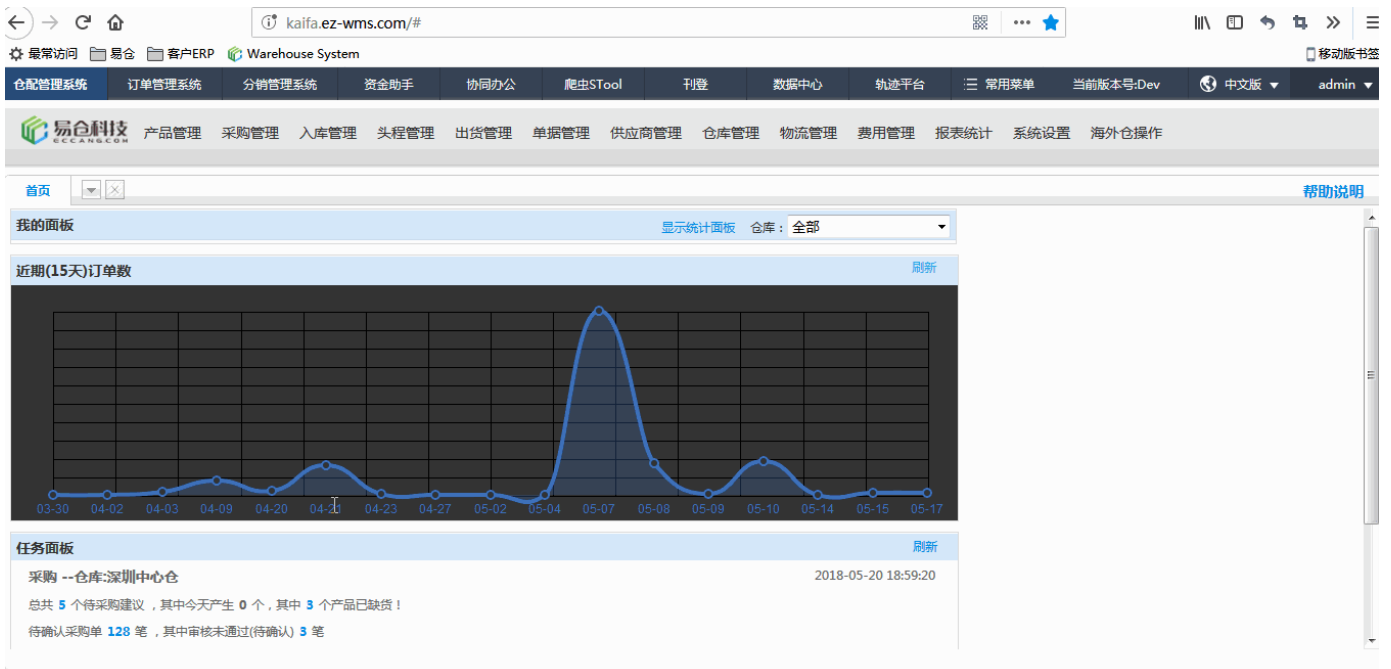 kaifa.ez-wms.com/#
最常访问 易仓 客户ERP Warehouse System 移动版书签
仓配管理系统 订单管理系统 分销管理系统 资金助手 协同办公 爬虫STool 刊登 数据中心 轨迹平台 常用菜单 当前版本号:Dev 中文版 admin
易仓科技 产品管理 采购管理 入库管理 头程管理 出货管理 单据管理 供应商管理 仓库管理 物流管理 费用管理 报表统计 系统设置 海外仓操作
ECCANG.COM
首页 帮助说明
我的面板 显示统计面板 仓库: 全部
近期(15天)订单数 刷新
03-30 04-02 04-03 04-09 04-20 04-21 04-23 04-27 05-02 05-04 05-07 05-08 05-09 05-10 05-14 05-15 05-17
任务面板 刷新
采购 --仓库:深圳中心仓 2018-05-20 18:59:20
总共 5 个待采购建议 ，其中今天产生 0 个，其中 3 个产品已缺货！
待确认采购单 128 笔 ，其中审核未通过(待确认) 3 笔